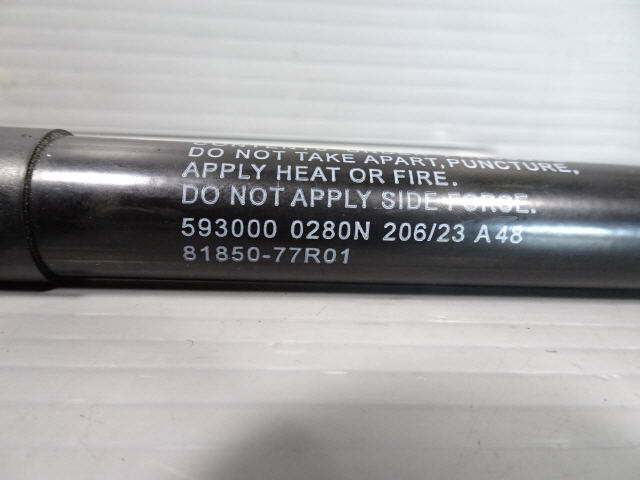 DO NOT TAKE APART, PUNCTURE,
APPLY HEAT OR FIRE.
DO NOT APPLY SIDE FORCE.
593000 0280N 206/23 A 48
81850-77R01